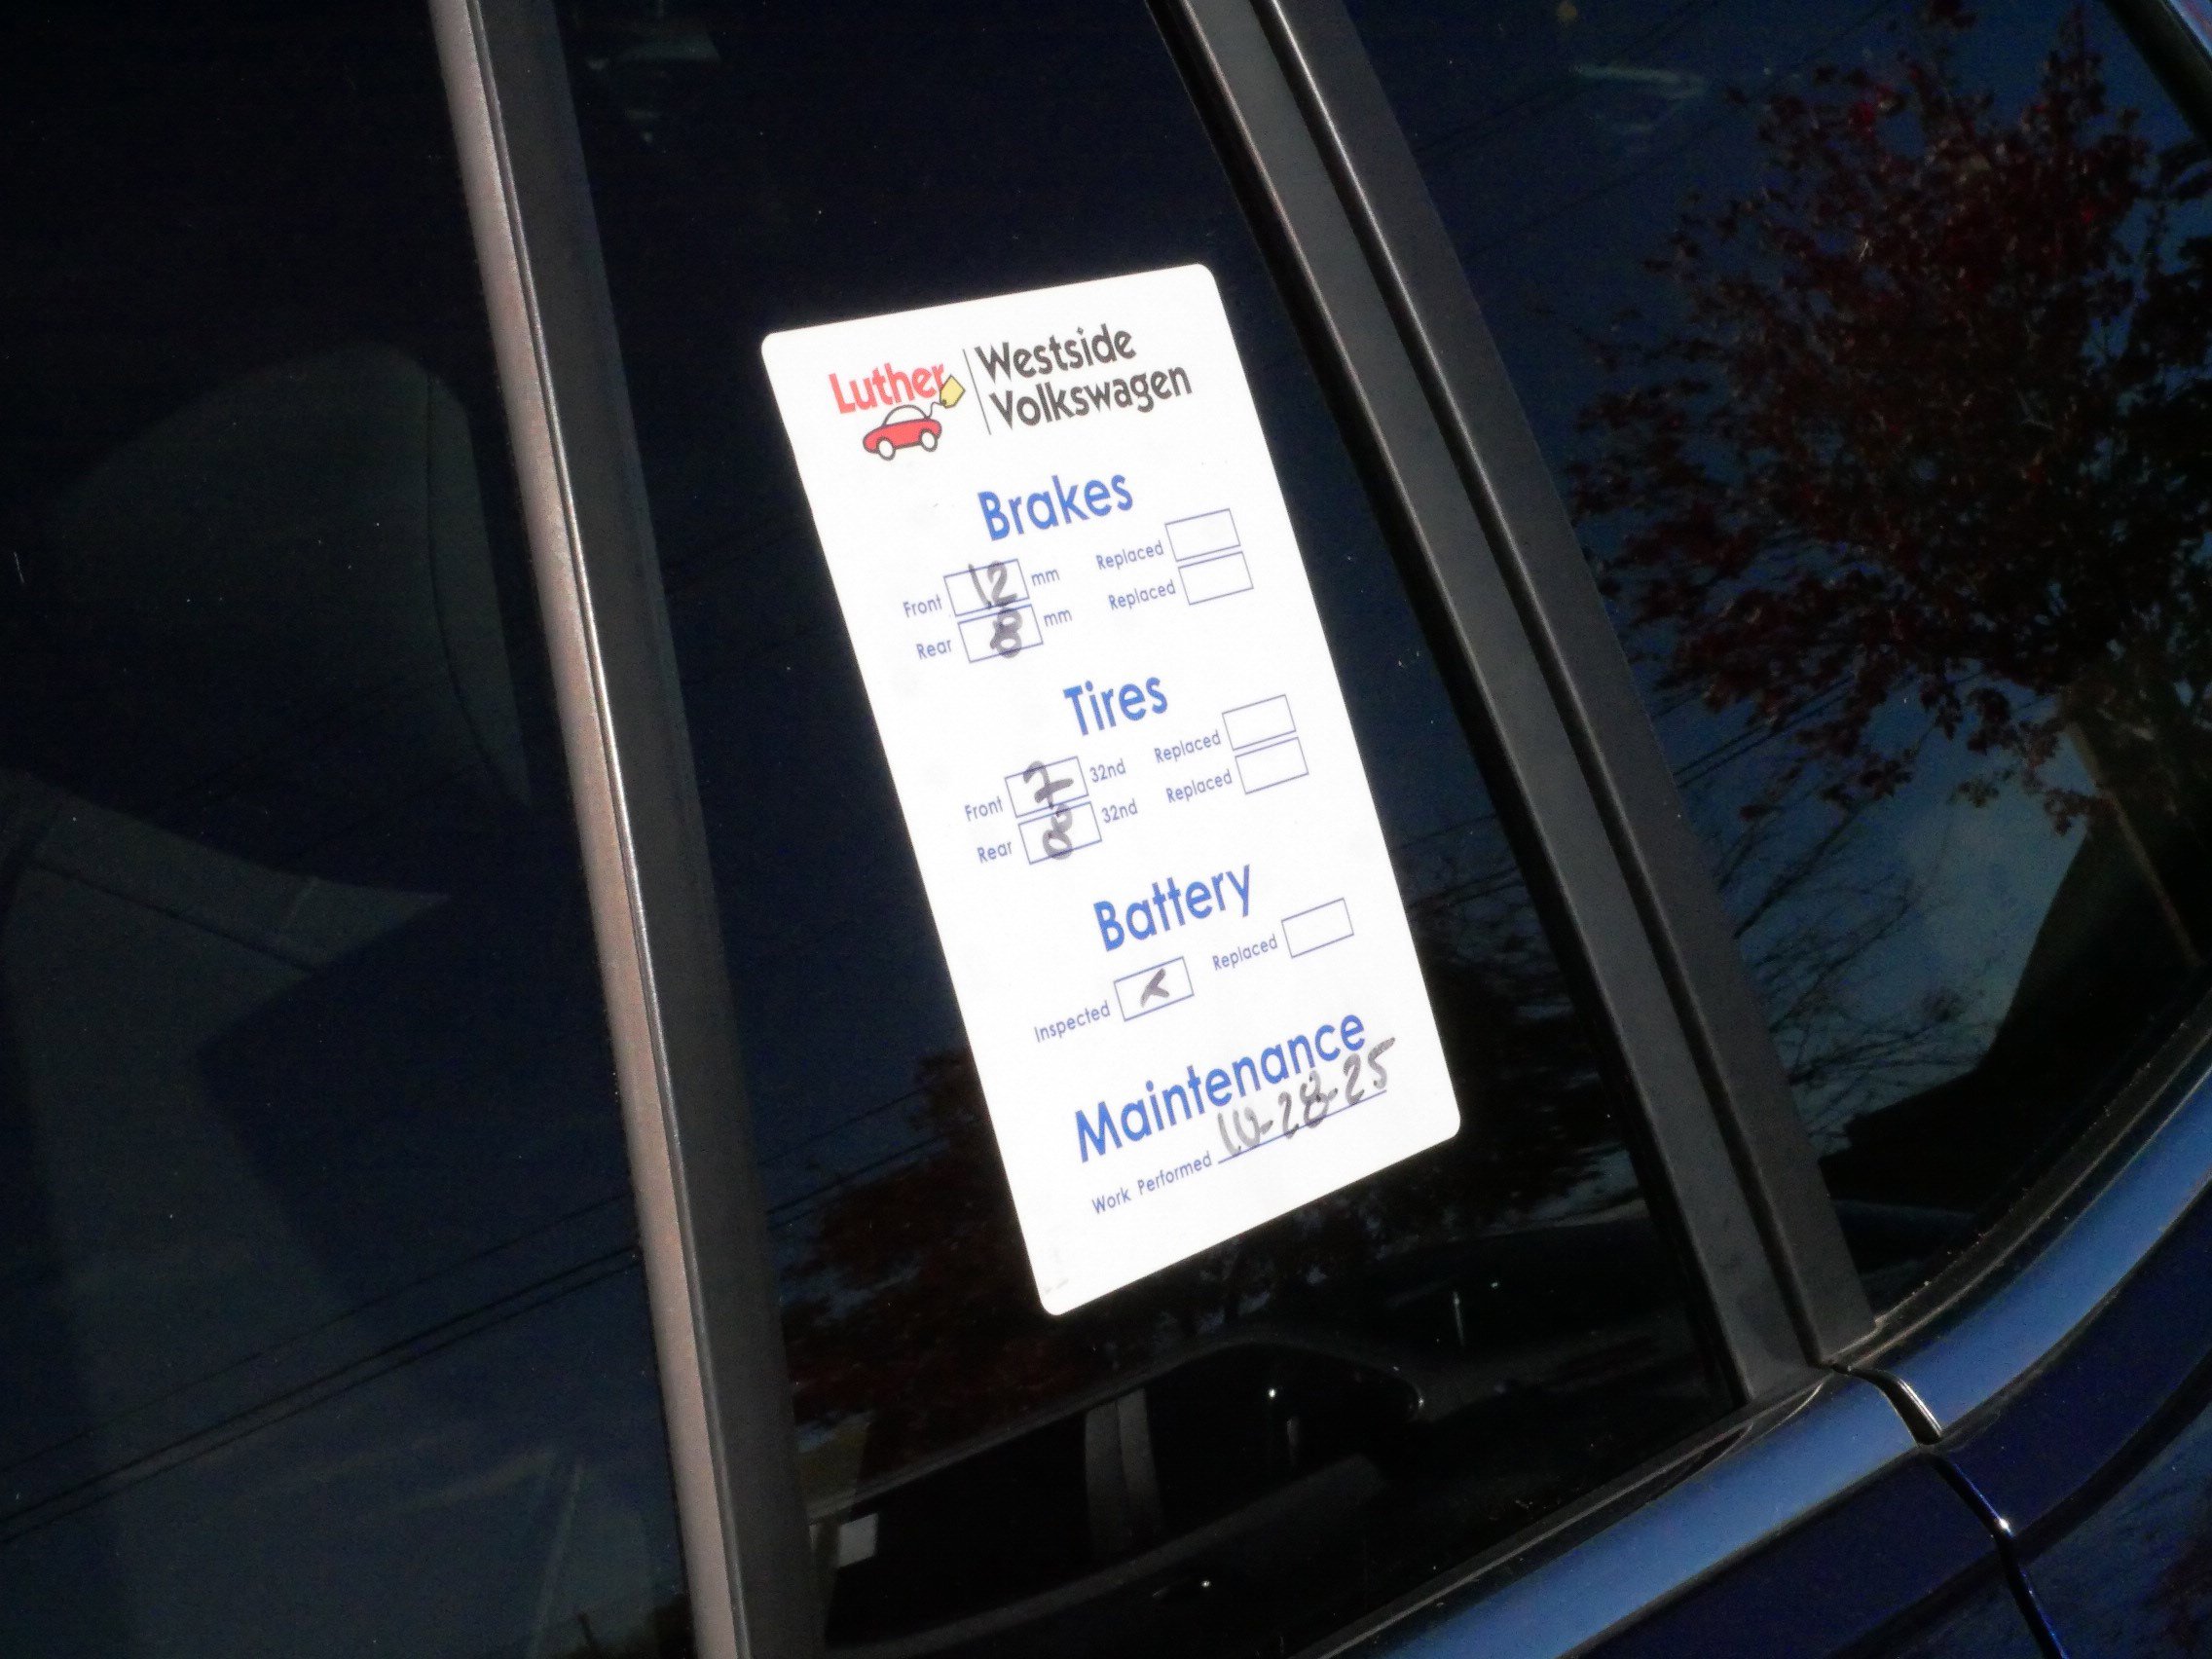 Luther
Westside
Volkswagen
Brakes
Front 12 mm Replaced
Rear 8 mm Replaced
Tires
Front 7 32nd Replaced
Rear 8 32nd Replaced
Battery
Inspected x Replaced
Maintenance
Work Performed 10-28-25